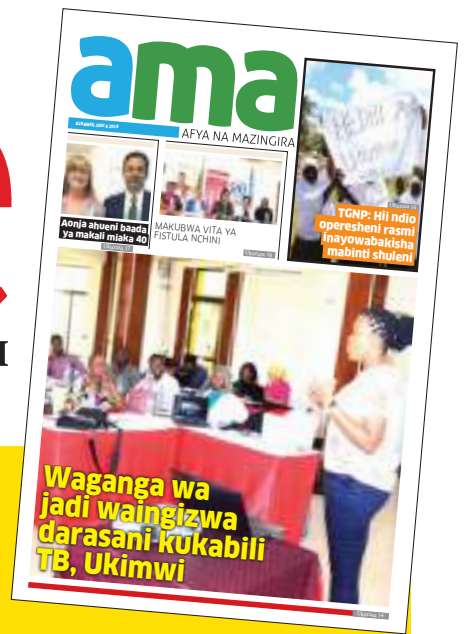 ama
AFYA NA MAZINGIRA
Aonja ahueni baada
ya makali miaka 40
MAKUBWA VITA YA
FISTULA NCHINI
TGNP: Hii ndio
operesheni rasmi
inayowabakisha
mabinti shuleni
Waganga wa
jadi waingizwa
darasani kukabili
TB, Ukimwi